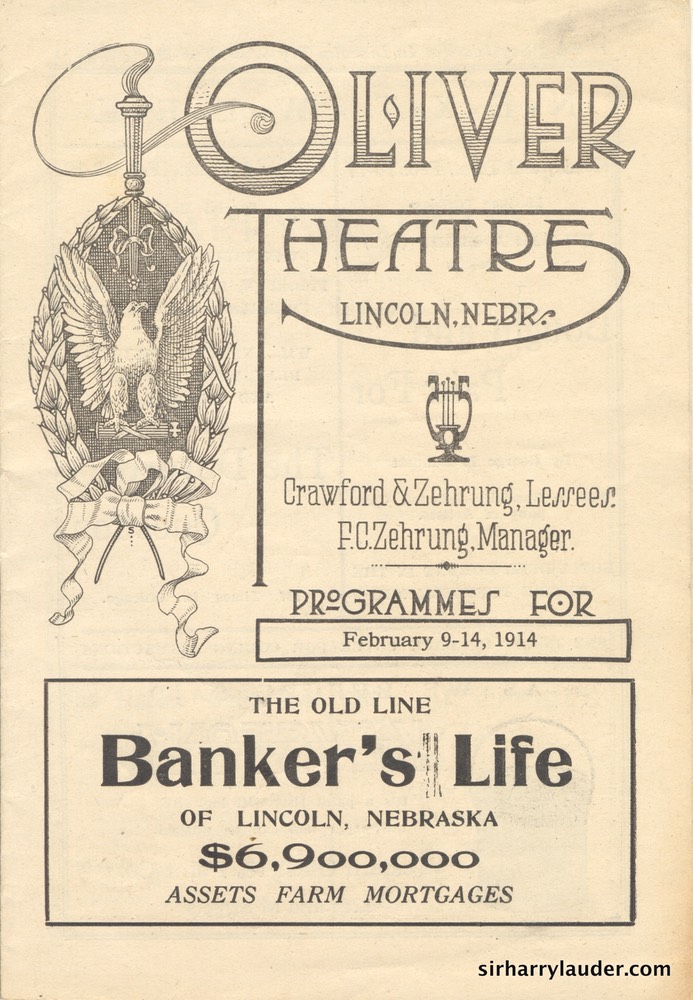 OLIVER
THEATRE
LINCOLN, NEBR.
Crawford & Zehrung, Lessees.
F.C. Zehrung, Manager.
PROGRAMMES FOR
February 9-14, 1914
THE OLD LINE
Banker's Life
OF LINCOLN, NEBRASKA
$6,900,000
ASSETS FARM MORTGAGES
sirharrylauder.com